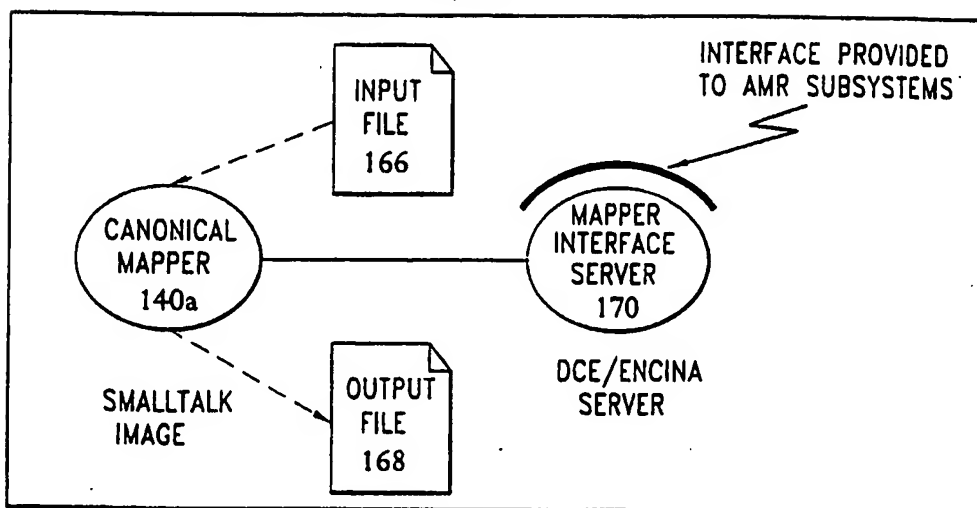 INTERFACE PROVIDED
TO AMR SUBSYSTEMS
INPUT
FILE
166
CANONICAL
MAPPER
140a
MAPPER
INTERFACE
SERVER
170
SMALLTALK
IMAGE
OUTPUT
FILE
168
DCE/ENCINA
SERVER